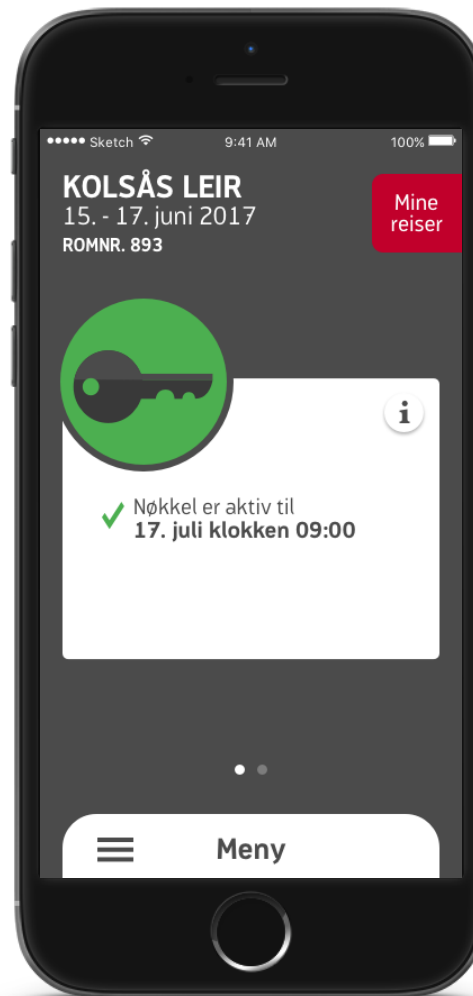 ••••• Sketch 9:41 AM 100%
KOLSÅS LEIR
15. - 17. juni 2017
ROMNR. 893
Mine
reiser
i
Nøkkel er aktiv til
17. juli klokken 09:00
Meny